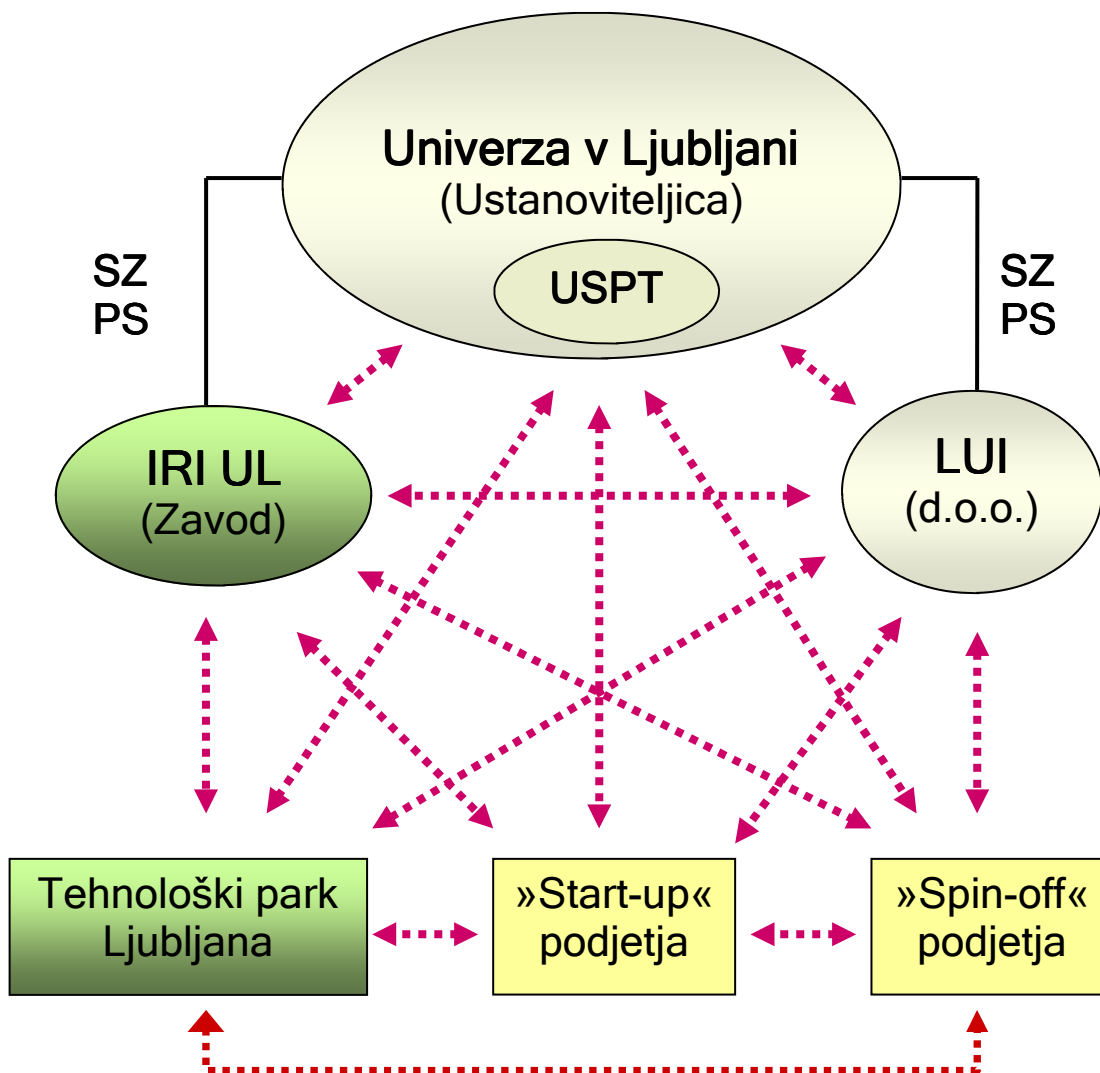 Univerza v Ljubljani
(Ustanoviteljica)
USPT
SZ
PS
SZ
PS
IRI UL
(Zavod)
LUI
(d.o.o.)
Tehnološki park
Ljubljana
»Start-up«
podjetja
»Spin-off«
podjetja